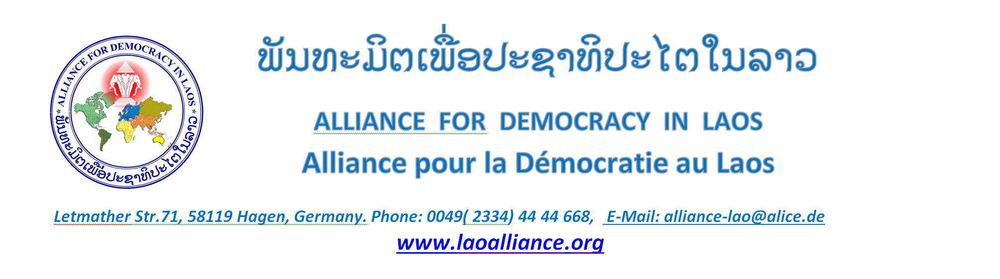 ALLIANCE FOR DEMOCRACY IN LAOS
* ພັນທະມິຕເພື່ອປະຊາທິປະໄຕໃນລາວ *
ພັນທະມິຕເພື່ອປະຊາທິປະໄຕໃນລາວ
ALLIANCE FOR DEMOCRACY IN LAOS
Alliance pour la Démocratie au Laos
Letmather Str.71, 58119 Hagen, Germany. Phone: 0049( 2334) 44 44 668, E-Mail: alliance-lao@alice.de
www.laoalliance.org